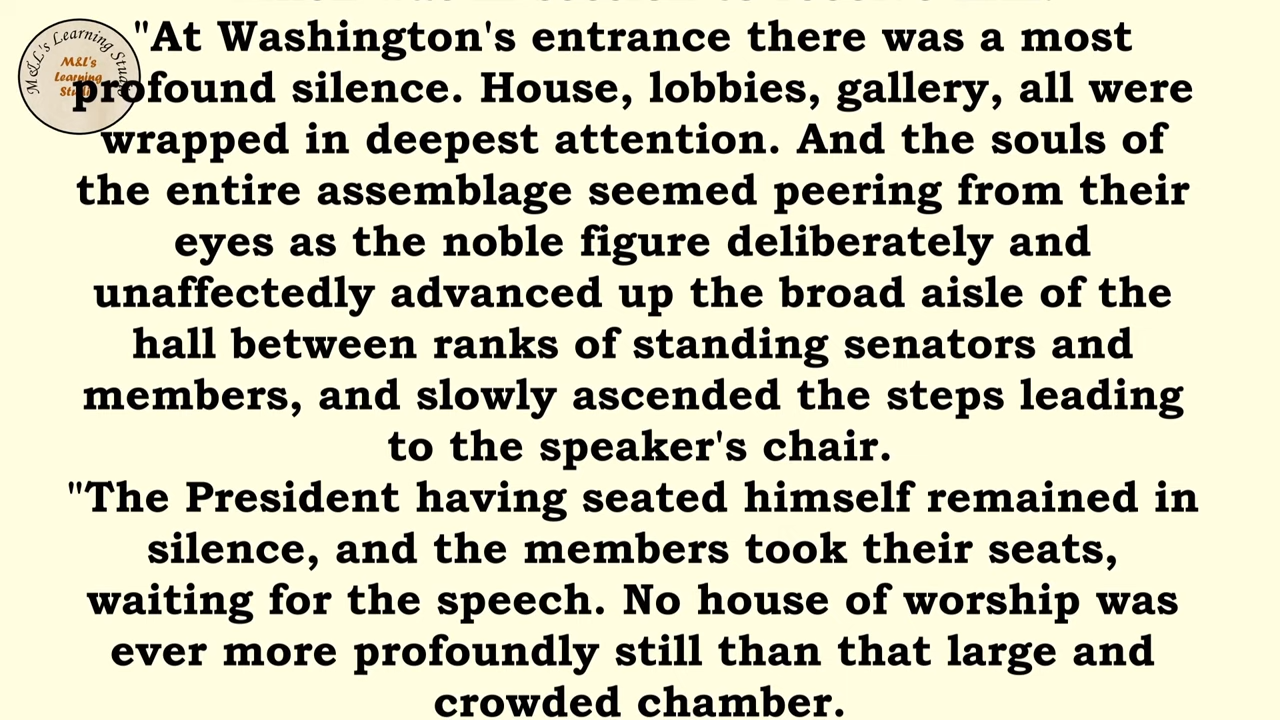 "At Washington's entrance there was a most
profound silence. House, lobbies, gallery, all were
wrapped in deepest attention. And the souls of
the entire assemblage seemed peering from their
eyes as the noble figure deliberately and
unaffectedly advanced up the broad aisle of the
hall between ranks of standing senators and
members, and slowly ascended the steps leading
to the speaker's chair.
"The President having seated himself remained in
silence, and the members took their seats,
waiting for the speech. No house of worship was
ever more profoundly still than that large and
crowded chamber.
M&L's Learning Studio
M&L's
Learning
Studio